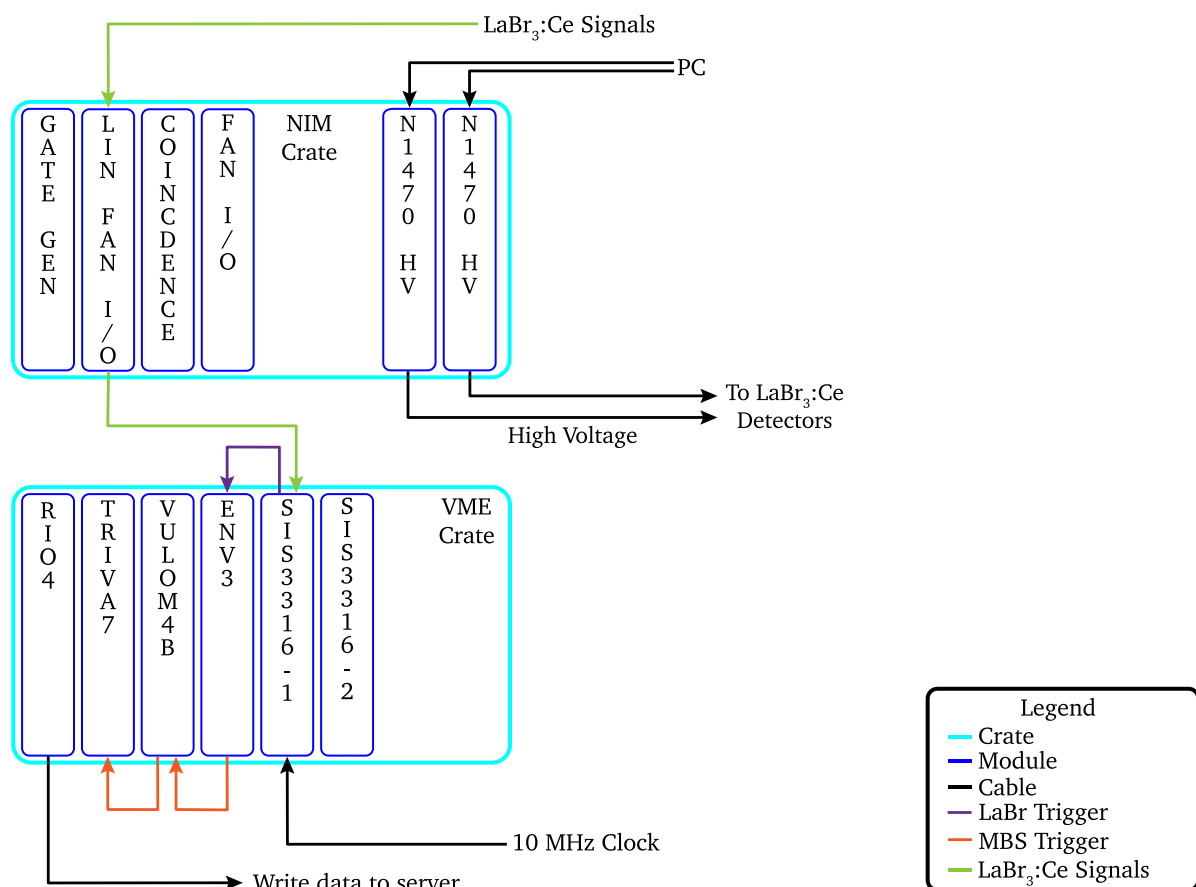 LaBr₃:Ce Signals
PC
GATE GEN
LIN FAN I/O
COINCDENCE
FAN I/O
NIM
Crate
N1470 HV
N1470 HV
To LaBr₃:Ce
Detectors
High Voltage
RIO4
TRIVA7
VULOM4B
ENV3
SIS3316-1
SIS3316-2
VME
Crate
10 MHz Clock
Write data to server
Legend
Crate
Module
Cable
LaBr Trigger
MBS Trigger
LaBr₃:Ce Signals